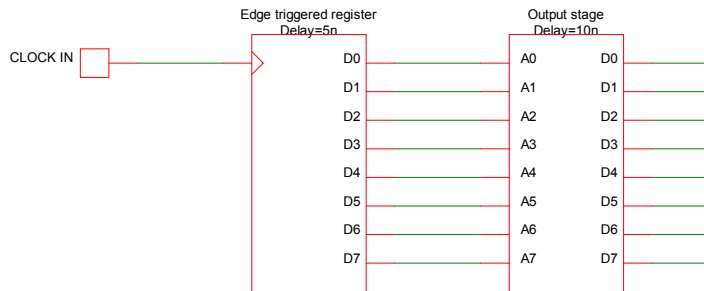 Edge triggered register
Delay=5n
Output stage
Delay=10n
CLOCK IN
D0 A0 D0
D1 A1 D1
D2 A2 D2
D3 A3 D3
D4 A4 D4
D5 A5 D5
D6 A6 D6
D7 A7 D7